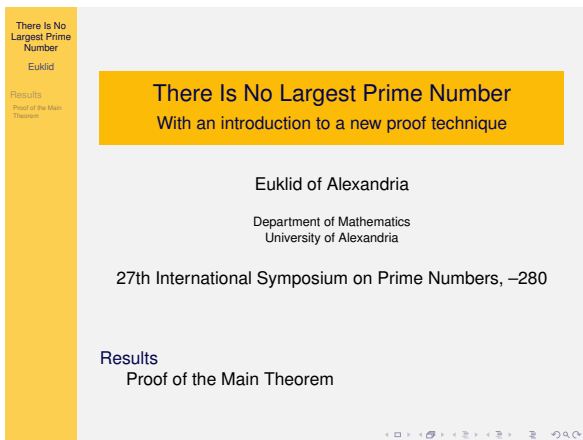 There Is No
Largest Prime
Number
Euklid
Results
Proof of the Main
Theorem
There Is No Largest Prime Number
With an introduction to a new proof technique
Euklid of Alexandria
Department of Mathematics
University of Alexandria
27th International Symposium on Prime Numbers, –280
Results
Proof of the Main Theorem